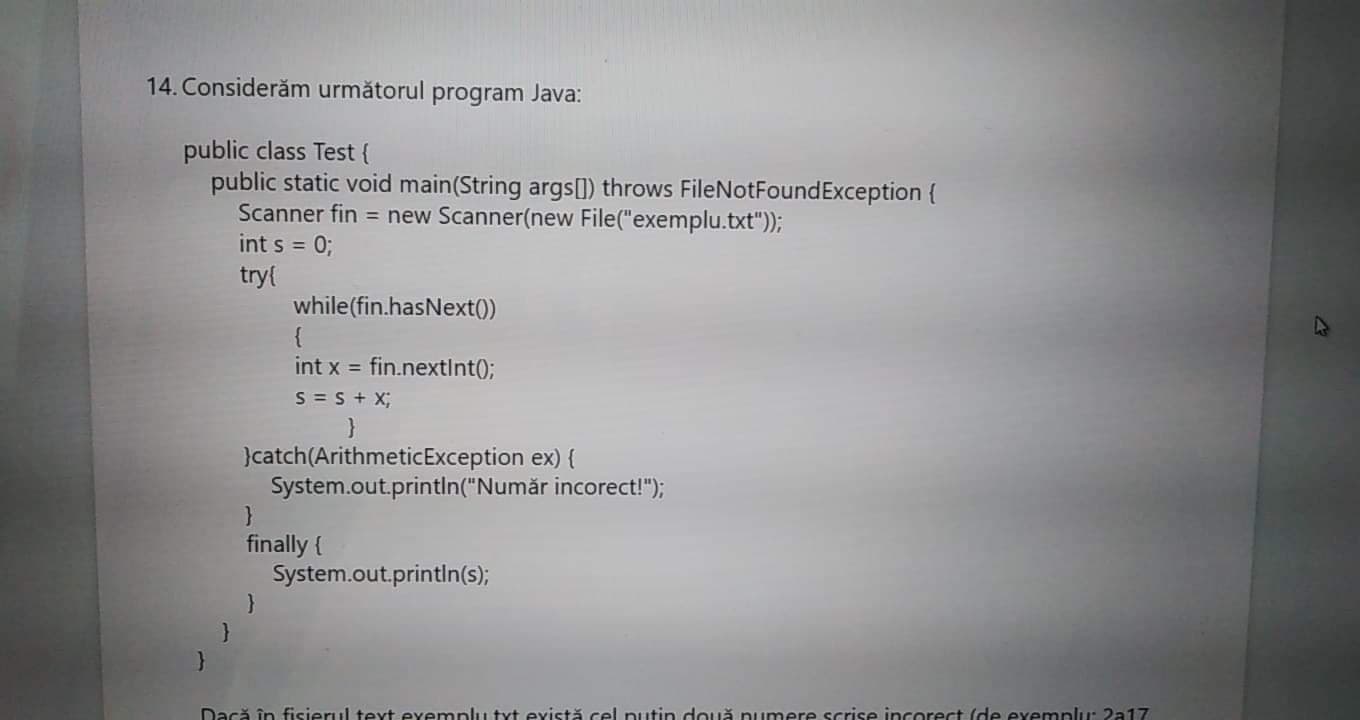 14. Considerăm următorul program Java:
public class Test {
public static void main(String args[]) throws FileNotFoundException {
Scanner fin = new Scanner(new File("exemplu.txt"));
int s = 0;
try{
while(fin.hasNext())
{
int x = fin.nextInt();
s = s + x;
}
}catch(ArithmeticException ex) {
System.out.println("Număr incorect!");
}
finally {
System.out.println(s);
}
}
}
Dacă în fișierul text exemplu.txt există cel puțin două numere scrise incorect (de exemplu: 2a17